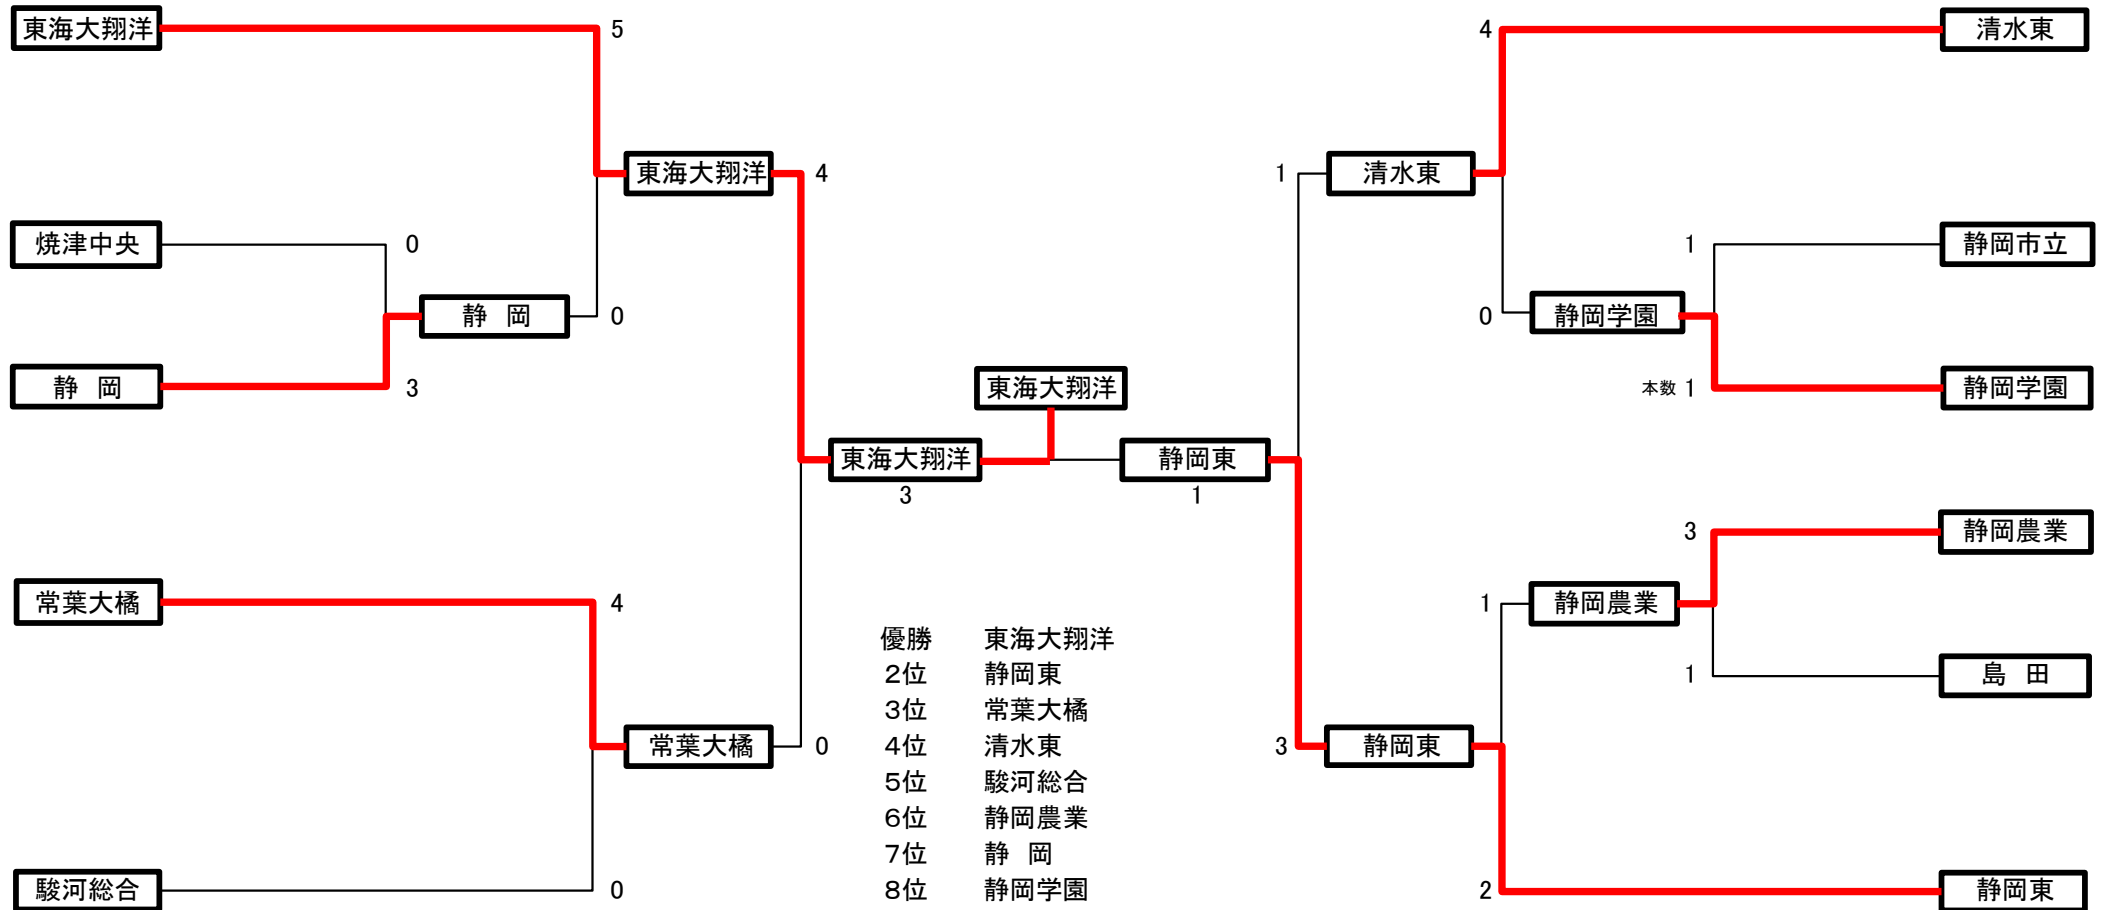 東海大翔洋
5
4
清水東
東海大翔洋
4
1
清水東
焼津中央
0
1
静岡市立
静　岡
0
0
静岡学園
静　岡
3
東海大翔洋
本数 1
静岡学園
東海大翔洋
3
静岡東
1
3
静岡農業
常葉大橘
4
1
静岡農業
1
島　田
常葉大橘
0
3
静岡東
駿河総合
0
2
静岡東
優勝　東海大翔洋
2位　静岡東
3位　常葉大橘
4位　清水東
5位　駿河総合
6位　静岡農業
7位　静　岡
8位　静岡学園